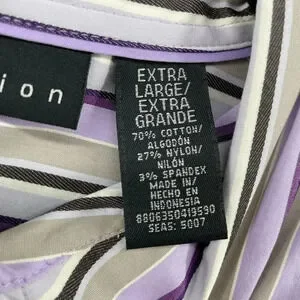 ion
EXTRA
LARGE/
EXTRA
GRANDE
70% COTTON/
ALGODÓN
27% NYLON/
NILÓN
3% SPANDEX
MADE IN/
HECHO EN
INDONESIA
8806350419590
SEAS: 5007